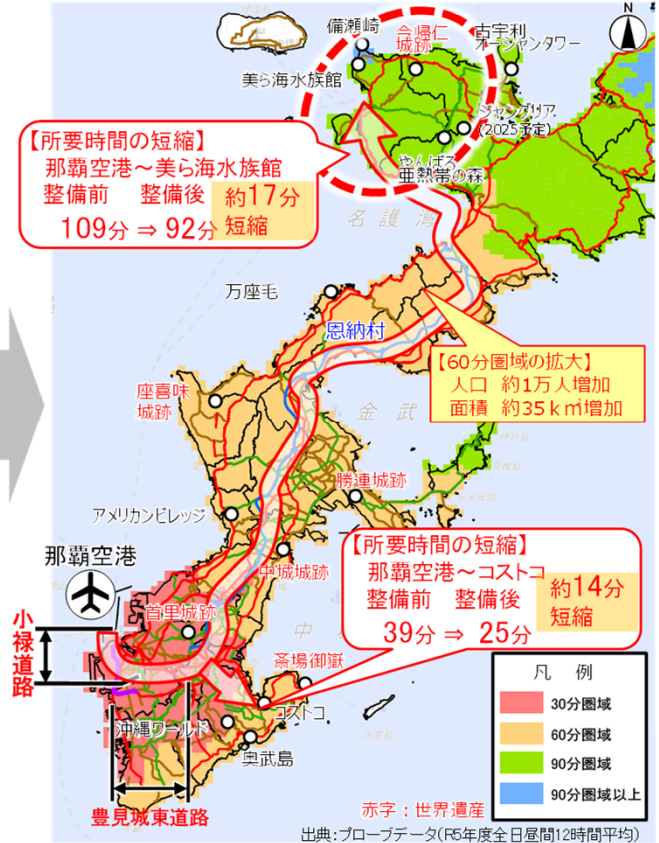 備瀬崎
今帰仁
城跡
古宇利
オーシャンタワー
N
美ら海水族館
ジャングリア
(2025予定)
【所要時間の短縮】
那覇空港～美ら海水族館
整備前 整備後
109分 ⇒ 92分
約17分
短縮
やんばる
亜熱帯の森
名護湾
万座毛
恩納村
【60分圏域の拡大】
人口 約1万人増加
面積 約35k㎡増加
座喜味
城跡
金武
勝連城跡
アメリカンビレッジ
那覇空港
中城城跡
【所要時間の短縮】
那覇空港～コストコ
整備前 整備後
39分 ⇒ 25分
約14分
短縮
首里城跡
小禄道路
中
斎場御嶽
コストコ
沖縄ワールド
奥武島
豊見城東道路
凡 例
30分圏域
60分圏域
90分圏域
90分圏域以上
赤字：世界遺産
出典:プローブデータ(R5年度全日昼間12時間平均)